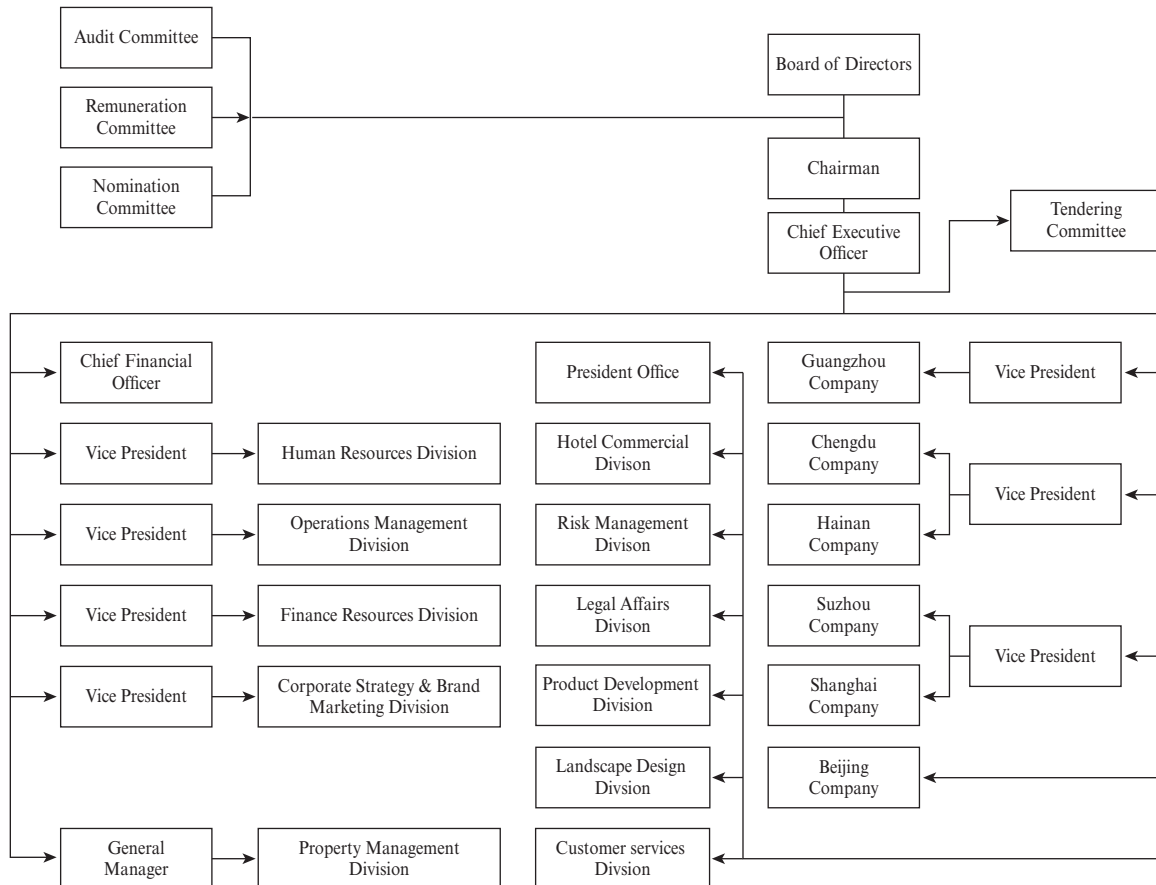 Audit Committee
Board of Directors
Remuneration
Committee
Chairman
Nomination
Committee
Tendering
Committee
Chief Executive
Officer
Chief Financial
Officer
President Office
Guangzhou
Company
Vice President
Vice President
Human Resources Division
Hotel Commercial
Divison
Chengdu
Company
Vice President
Vice President
Operations Management
Division
Risk Management
Divison
Hainan
Company
Vice President
Finance Resources Division
Legal Affairs
Divison
Suzhou
Company
Vice President
Vice President
Corporate Strategy & Brand
Marketing Division
Product Development
Division
Shanghai
Company
Landscape Design
Divsion
Beijing
Company
General
Manager
Property Management
Division
Customer services
Divsion